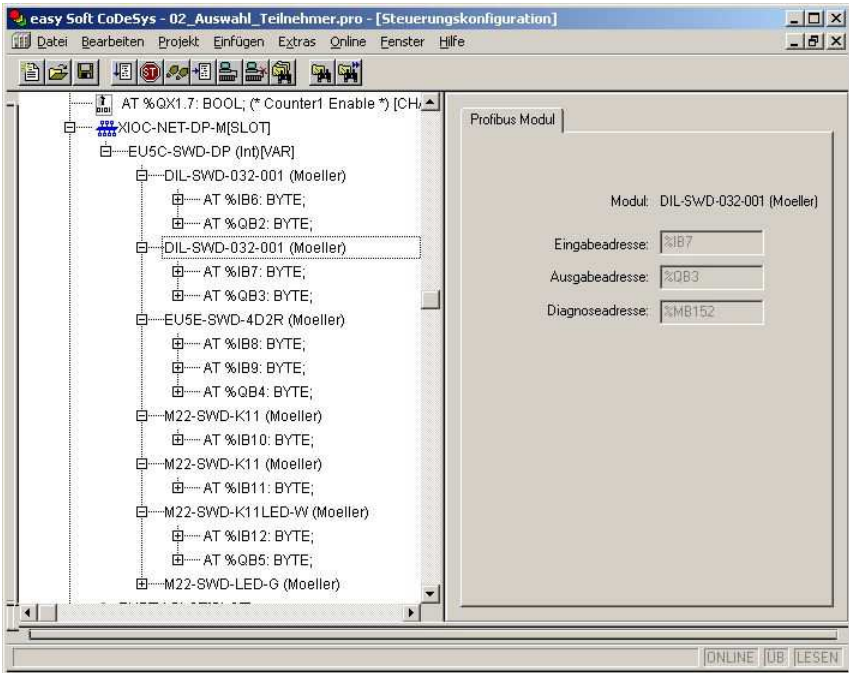 easy Soft CoDeSys - 02_Auswahl_Teilnehmer.pro - [Steuerungskonfiguration]
Datei Bearbeiten Projekt Einfügen Extras Online Fenster Hilfe
AT %QX1.7: BOOL; (* Counter1 Enable *) [CHA
XIOC-NET-DP-M[SLOT]
EU5C-SWD-DP (Int)[VAR]
DIL-SWD-032-001 (Moeller)
AT %IB6: BYTE;
AT %QB2: BYTE;
DIL-SWD-032-001 (Moeller)
AT %IB7: BYTE;
AT %QB3: BYTE;
EU5E-SWD-4D2R (Moeller)
AT %IB8: BYTE;
AT %IB9: BYTE;
AT %QB4: BYTE;
M22-SWD-K11 (Moeller)
AT %IB10: BYTE;
M22-SWD-K11 (Moeller)
AT %IB11: BYTE;
M22-SWD-K11LED-W (Moeller)
AT %IB12: BYTE;
AT %QB5: BYTE;
M22-SWD-LED-G (Moeller)
Profibus Modul
Modul: DIL-SWD-032-001 (Moeller)
Eingabeadresse: %IB7
Ausgabeadresse: %QB3
Diagnoseadresse: %MB152
ONLINE ÜB LESEN